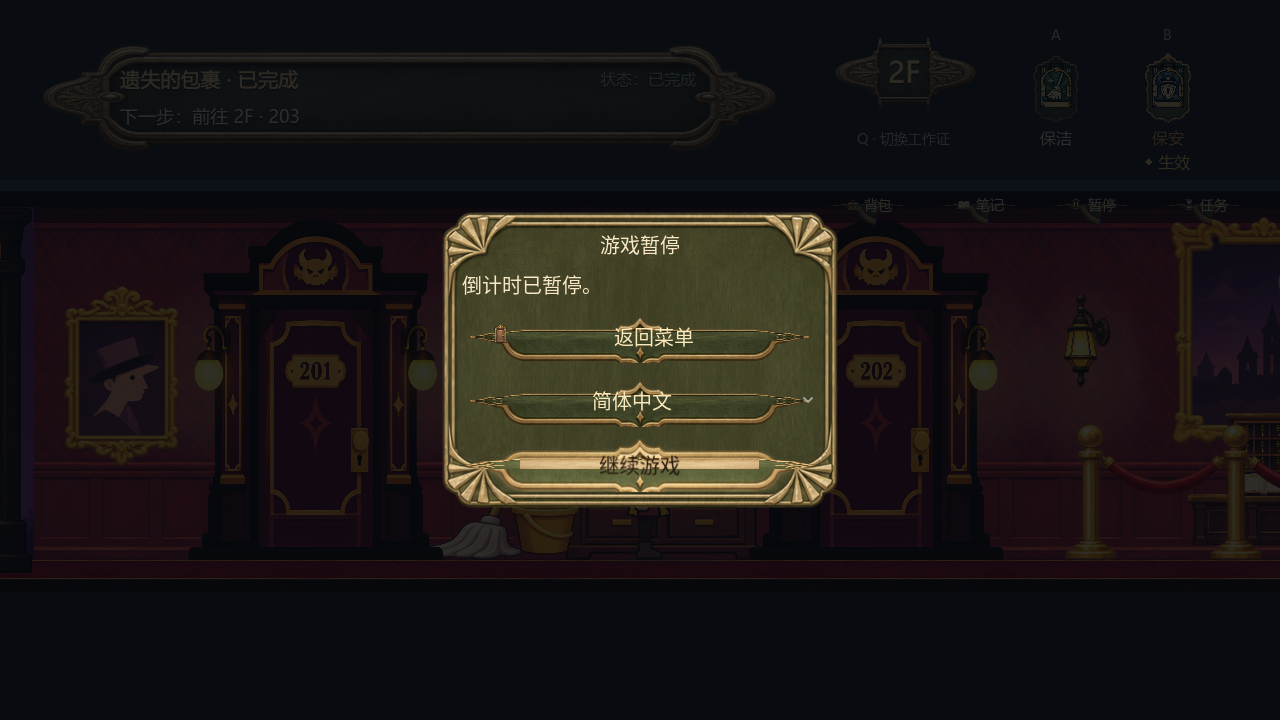 遗失的包裹 · 已完成
状态：已完成
下一步：前往 2F · 203
2F
Q · 切换工作证
A
保洁
B
保安
生效
背包
笔记
暂停
任务
游戏暂停
倒计时已暂停。
返回菜单
简体中文
继续游戏
201
202